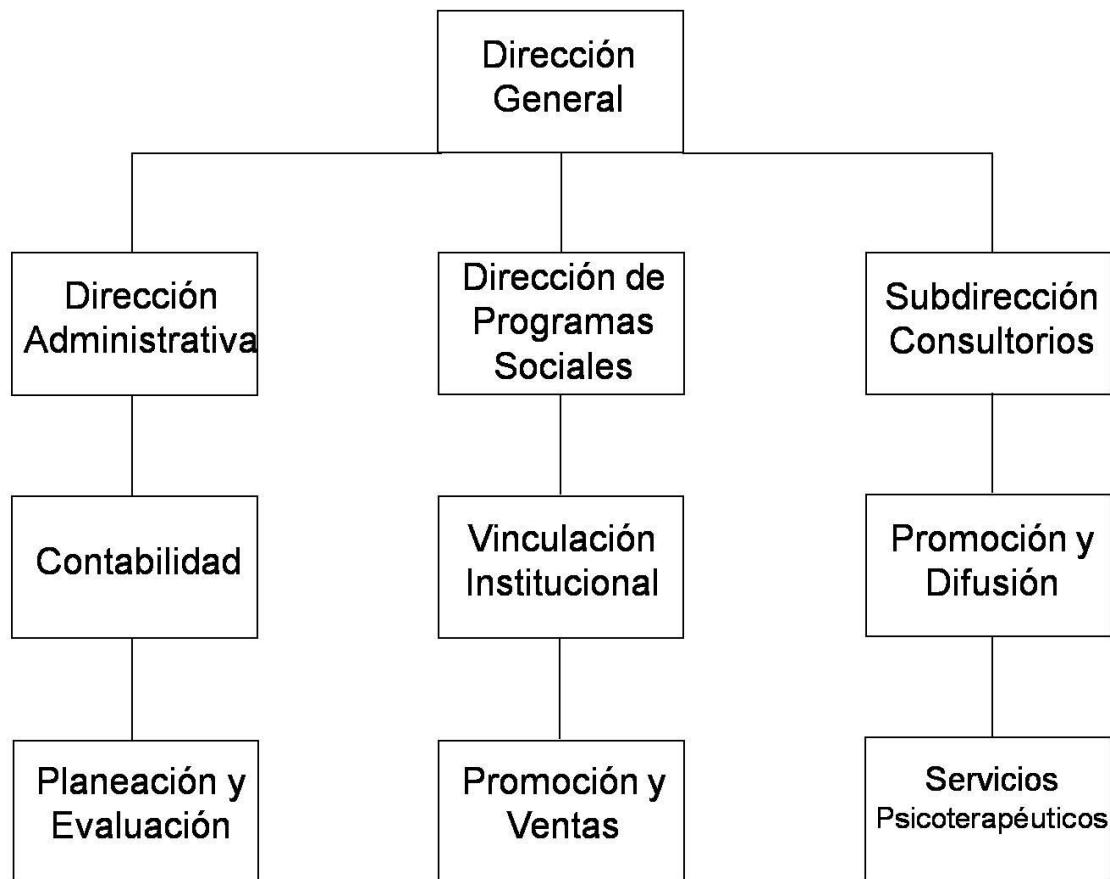 Dirección
General
Dirección
Administrativa
Dirección de
Programas
Sociales
Subdirección
Consultorios
Contabilidad
Vinculación
Institucional
Promoción y
Difusión
Planeación y
Evaluación
Promoción y
Ventas
Servicios
Psicoterapéuticos